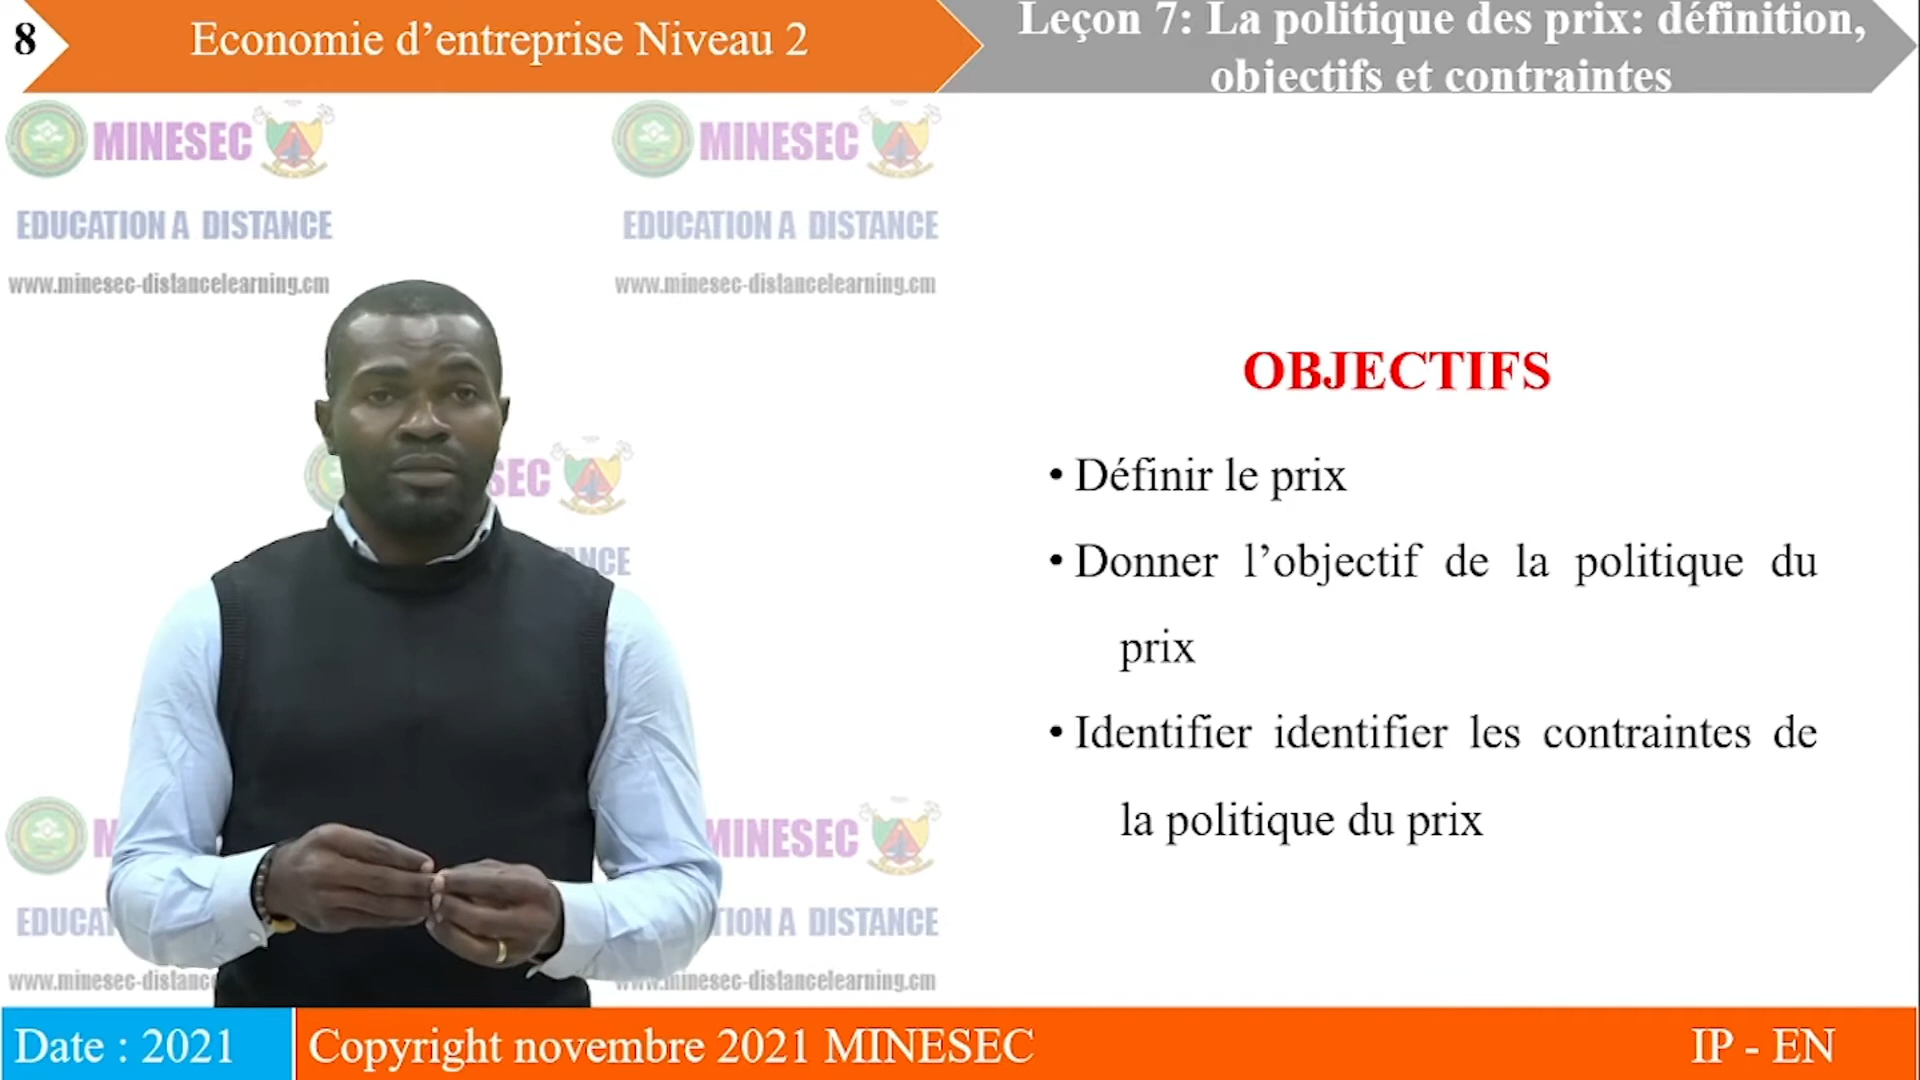 8
Economie d’entreprise Niveau 2
Leçon 7: La politique des prix: définition,
objectifs et contraintes
MINESEC
MINESEC
EDUCATION A DISTANCE
EDUCATION A DISTANCE
www.minesec-distancelearning.cm
www.minesec-distancelearning.cm
OBJECTIFS
• Définir le prix
SEC
• Donner l’objectif de la politique du
ANCE
prix
• Identifier identifier les contraintes de
la politique du prix
M
MINESEC
EDUCAT
TION A DISTANCE
www.minesec-distanc
www.minesec-distancelearning.cm
Date : 2021
Copyright novembre 2021 MINESEC
IP - EN